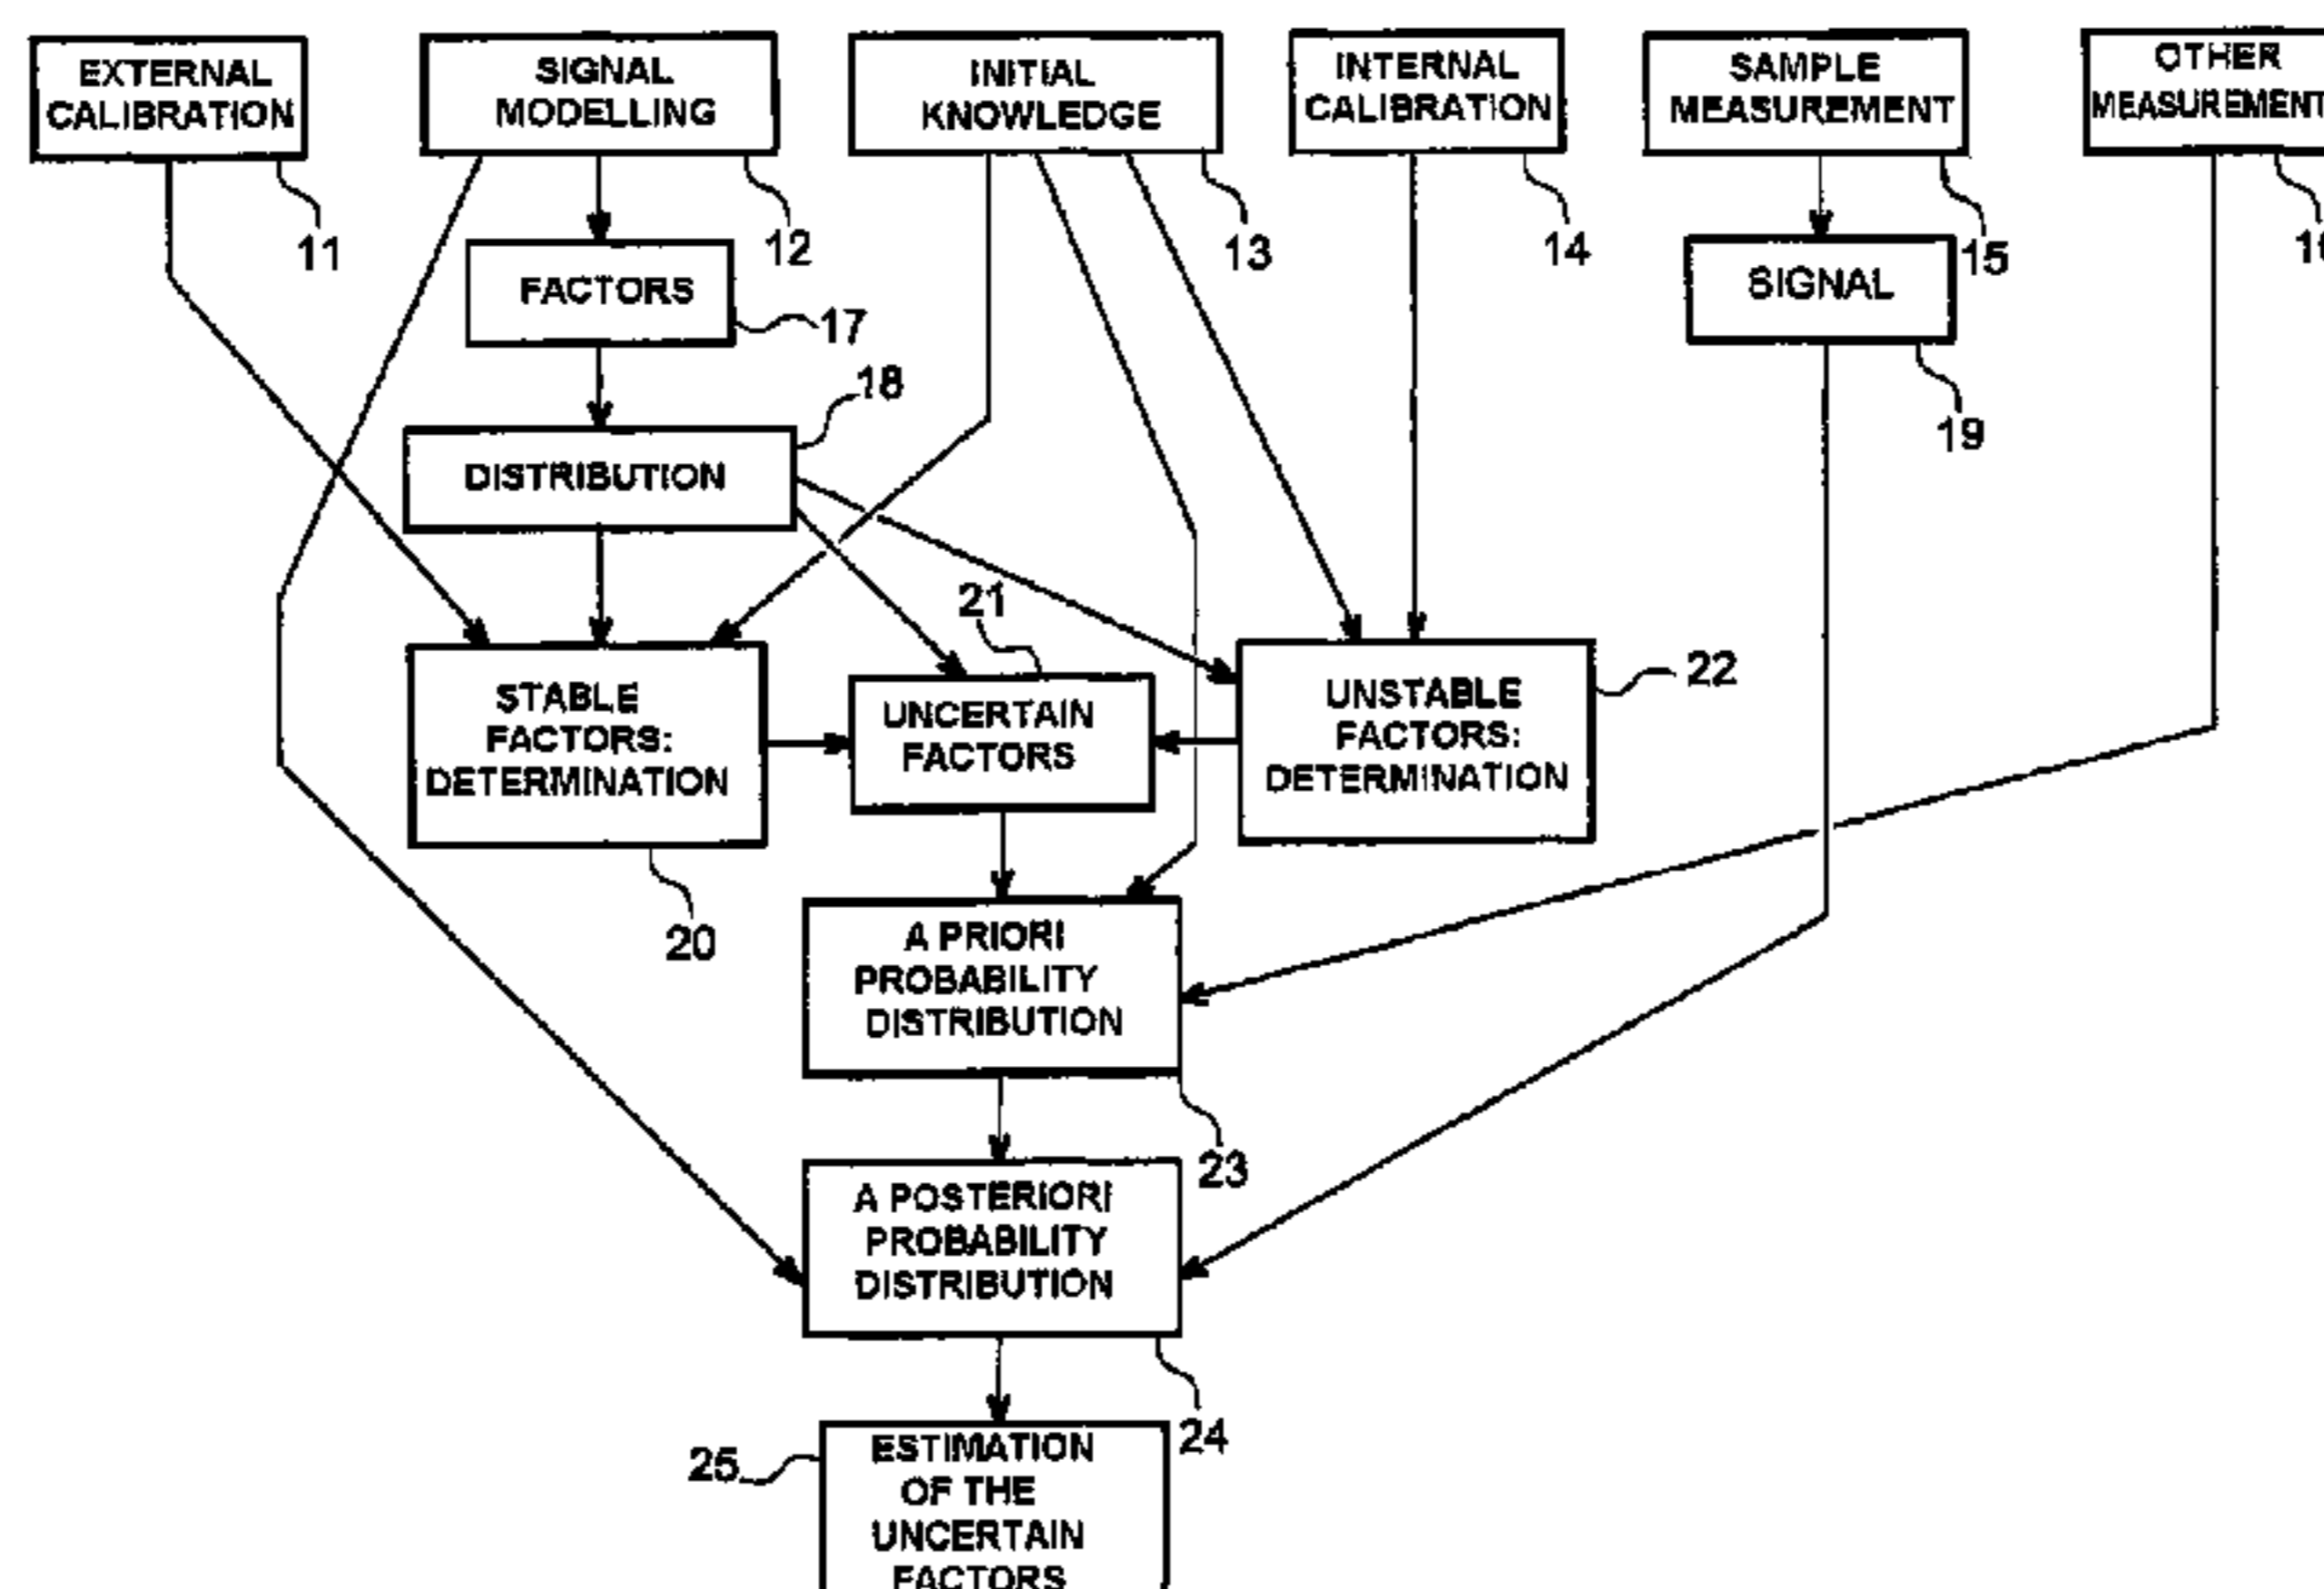 EXTERNAL
CALIBRATION
11
SIGNAL
MODELLING
12
INITIAL
KNOWLEDGE
13
INTERNAL
CALIBRATION
14
SAMPLE
MEASUREMENT
15
OTHER
MEASUREMENT
FACTORS
17
SIGNAL
19
DISTRIBUTION
18
STABLE
FACTORS:
DETERMINATION
20
21
UNCERTAIN
FACTORS
UNSTABLE
FACTORS:
DETERMINATION
22
A PRIORI
PROBABILITY
DISTRIBUTION
23
A POSTERIORI
PROBABILITY
DISTRIBUTION
24
25
ESTIMATION
OF THE
UNCERTAIN
FACTORS